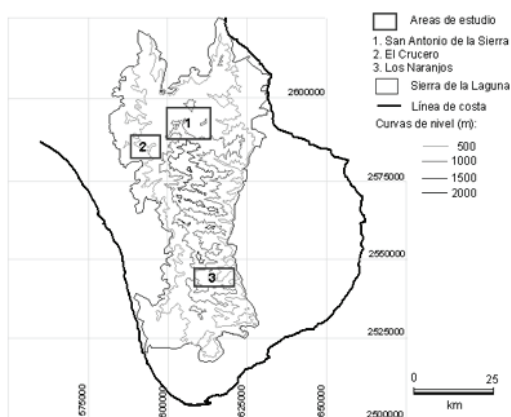 Areas de estudio
1. San Antonio de la Sierra
2. El Crucero
3. Los Naranjos
Sierra de la Laguna
Línea de costa
Curvas de nivel (m):
500
1000
1500
2000
1
2
3
2600000
2575000
2550000
2525000
2500000
575000
600000
625000
650000
0 25
km